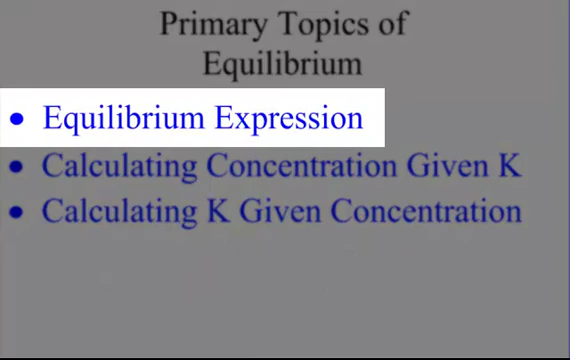 Primary Topics of
Equilibrium
• Equilibrium Expression
• Calculating Concentration Given K
• Calculating K Given Concentration